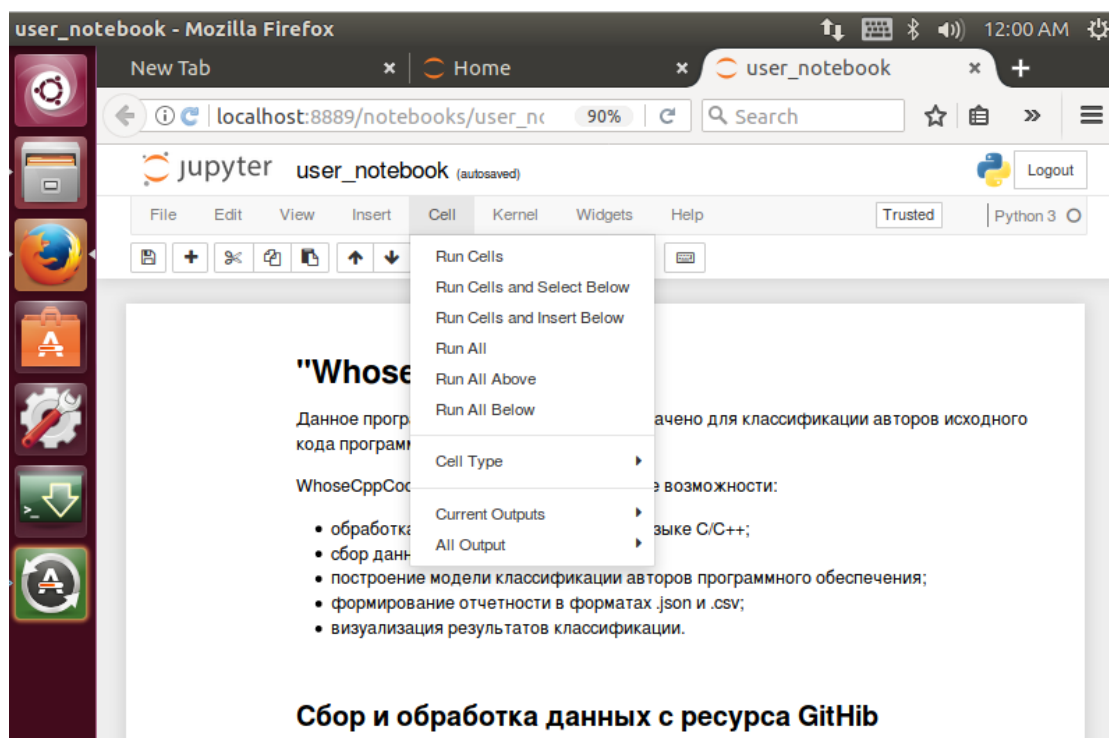 user_notebook - Mozilla Firefox 12:00 AM
New Tab Home user_notebook
localhost:8889/notebooks/user_no 90% Search
jupyter user_notebook (autosaved) Logout
File Edit View Insert Cell Kernel Widgets Help Trusted Python 3
Run Cells
Run Cells and Select Below
Run Cells and Insert Below
Run All
Run All Above
Run All Below
Cell Type
Current Outputs
All Output
"Whose
Данное прогр ачено для классификации авторов исходного
кода програм
WhoseCppCod возможности:
обработка зыке C/C++;
сбор данн
построение модели классификации авторов программного обеспечения;
формирование отчетности в форматах .json и .csv;
визуализация результатов классификации.
Сбор и обработка данных с ресурса GitHib